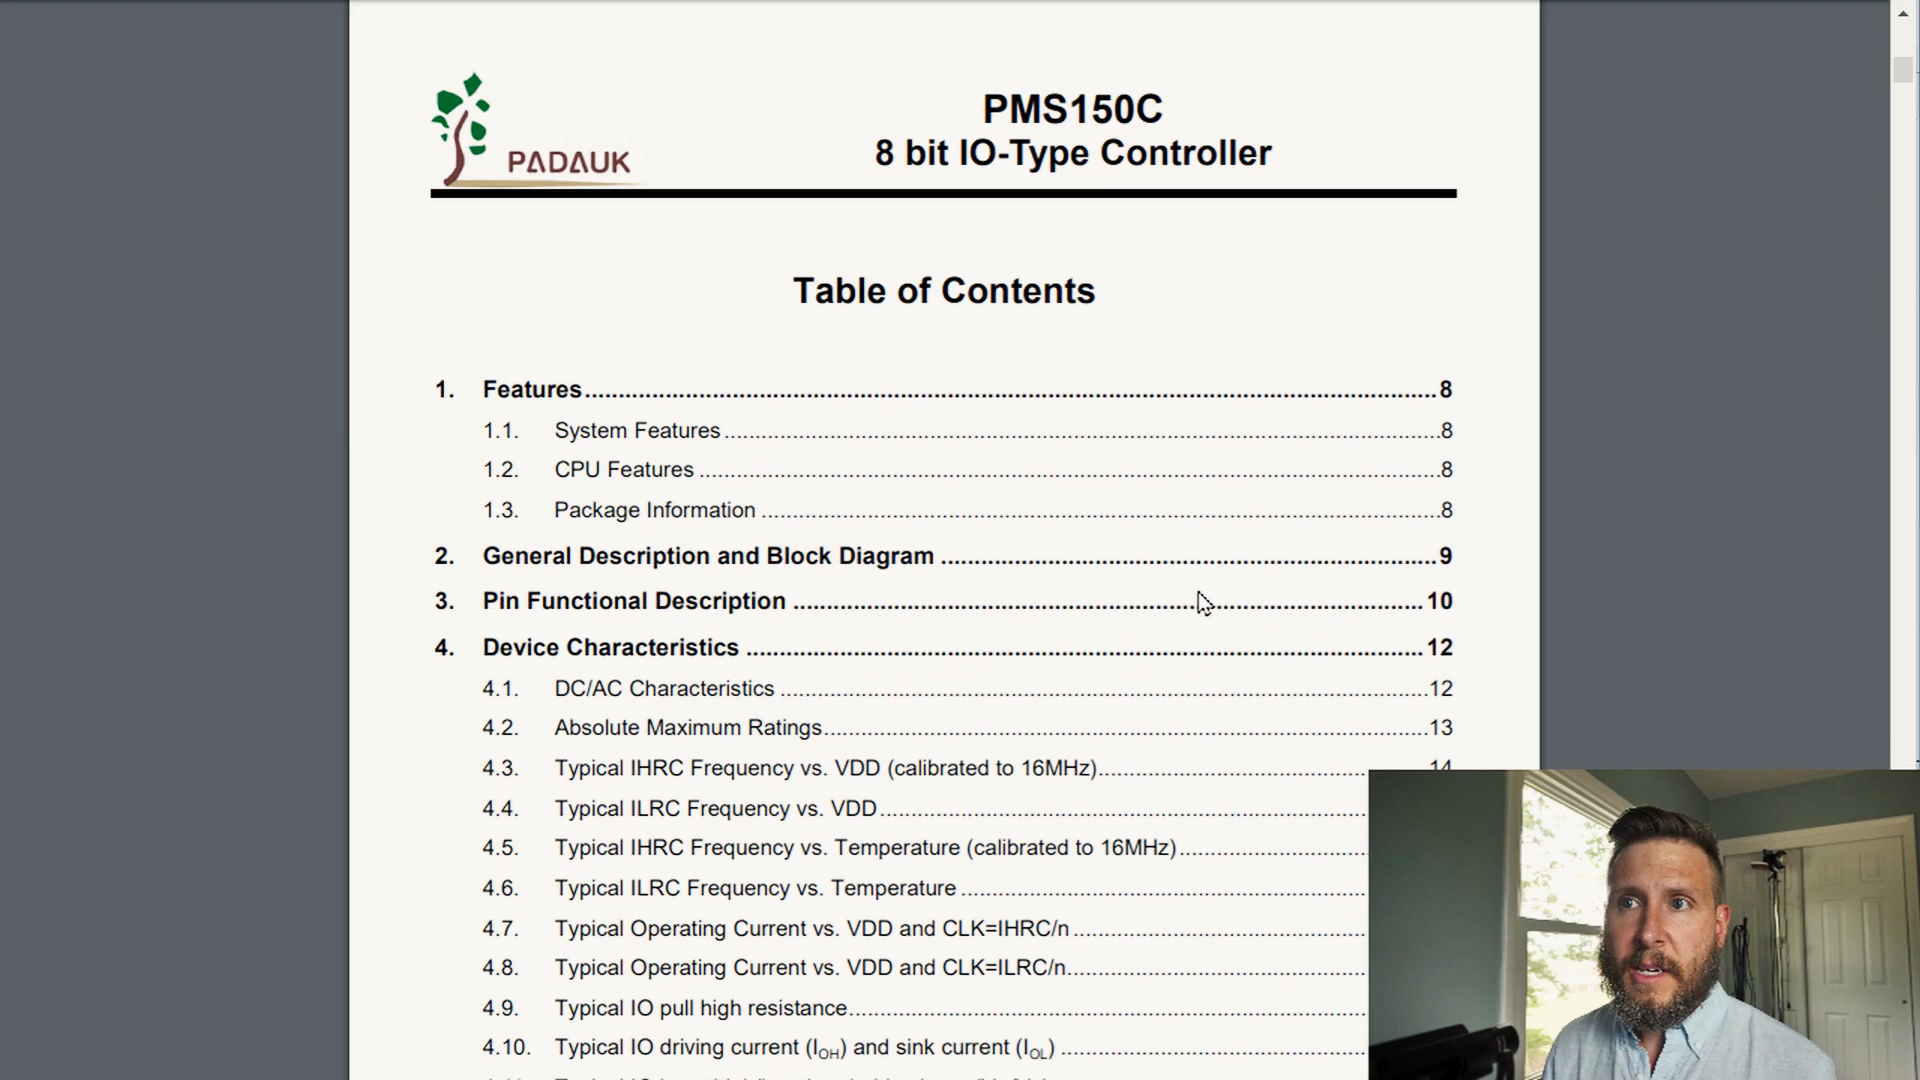 PADAUK
PMS150C
8 bit IO-Type Controller
Table of Contents
1. Features 8
1.1. System Features 8
1.2. CPU Features 8
1.3. Package Information 8
2. General Description and Block Diagram 9
3. Pin Functional Description 10
4. Device Characteristics 12
4.1. DC/AC Characteristics 12
4.2. Absolute Maximum Ratings 13
4.3. Typical IHRC Frequency vs. VDD (calibrated to 16MHz) 14
4.4. Typical ILRC Frequency vs. VDD
4.5. Typical IHRC Frequency vs. Temperature (calibrated to 16MHz)
4.6. Typical ILRC Frequency vs. Temperature
4.7. Typical Operating Current vs. VDD and CLK=IHRC/n
4.8. Typical Operating Current vs. VDD and CLK=ILRC/n
4.9. Typical IO pull high resistance
4.10. Typical IO driving current (IOH) and sink current (IOL)